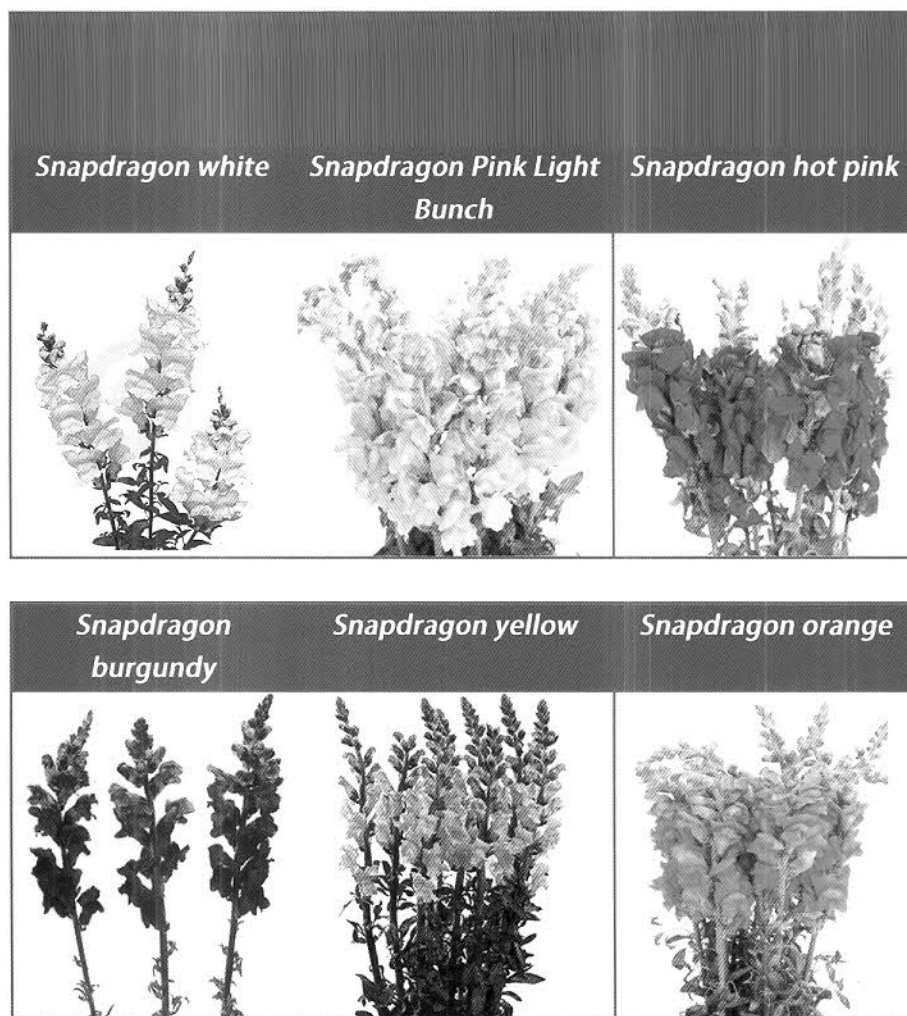 Snapdragon white
Snapdragon Pink Light
Bunch
Snapdragon hot pink
Snapdragon
burgundy
Snapdragon yellow
Snapdragon orange